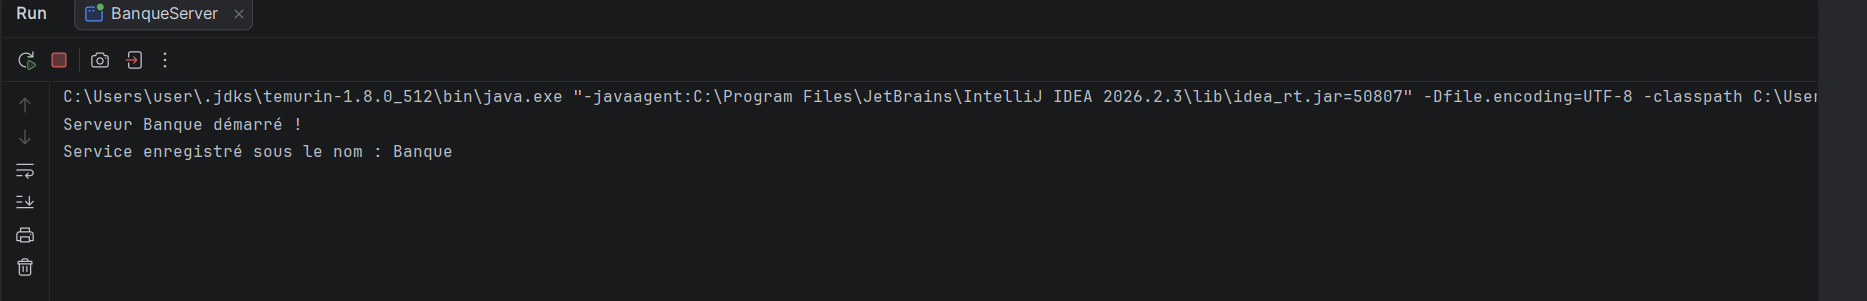 Run BanqueServer
C:\Users\user\.jdks\temurin-1.8.0_512\bin\java.exe "-javaagent:C:\Program Files\JetBrains\IntelliJ IDEA 2026.2.3\lib\idea_rt.jar=50807" -Dfile.encoding=UTF-8 -classpath C:\User
Serveur Banque démarré !
Service enregistré sous le nom : Banque